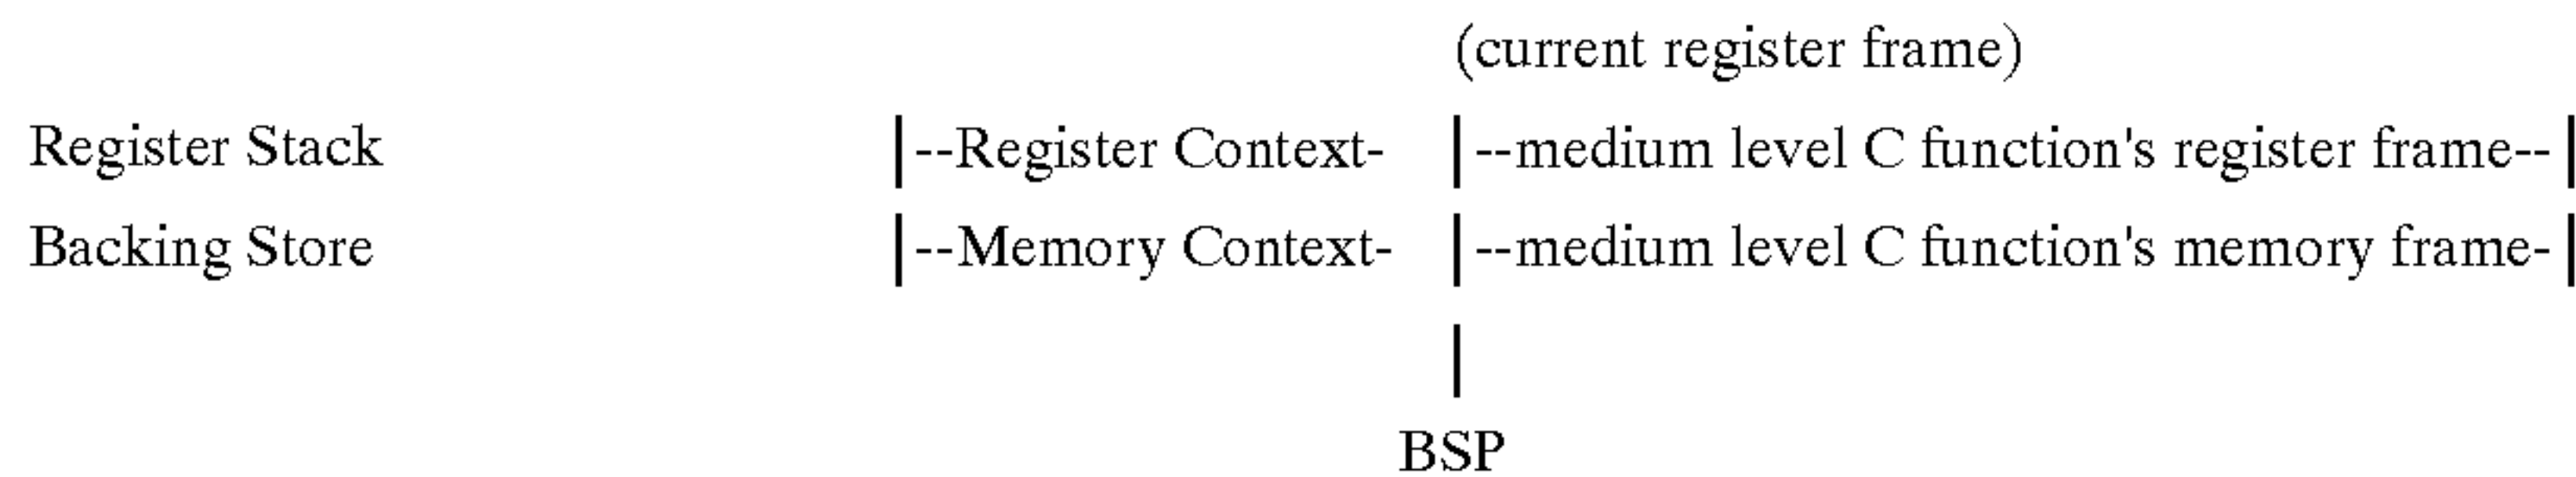 (current register frame)
Register Stack |--Register Context- |--medium level C function's register frame--|
Backing Store |--Memory Context- |--medium level C function's memory frame-|
|
BSP